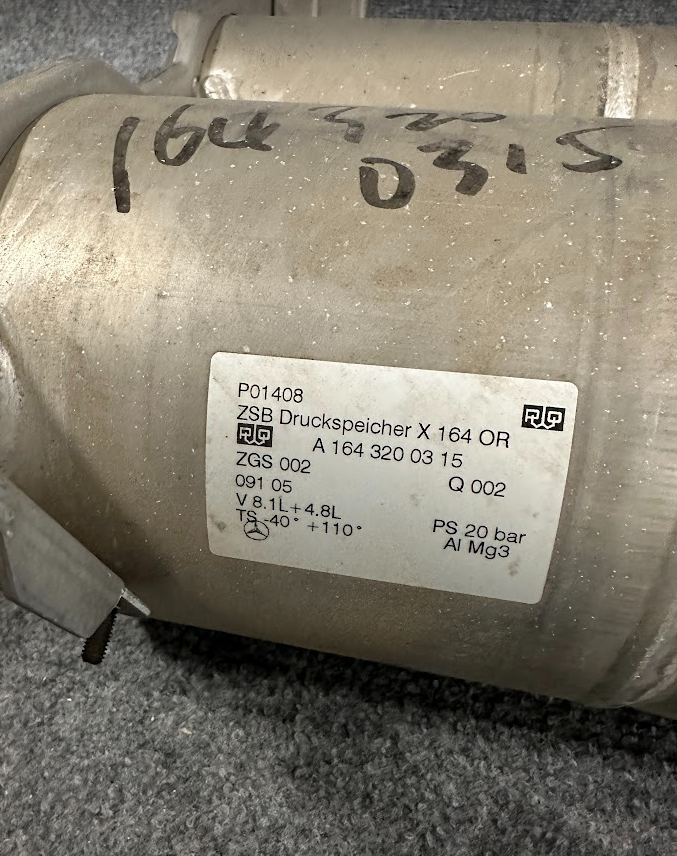 164 320
0315
P01408
ZSB Druckspeicher X 164 OR
A 164 320 03 15
ZGS 002 Q 002
091 05
V 8.1L+4.8L
TS -40° +110° PS 20 bar
Al Mg3